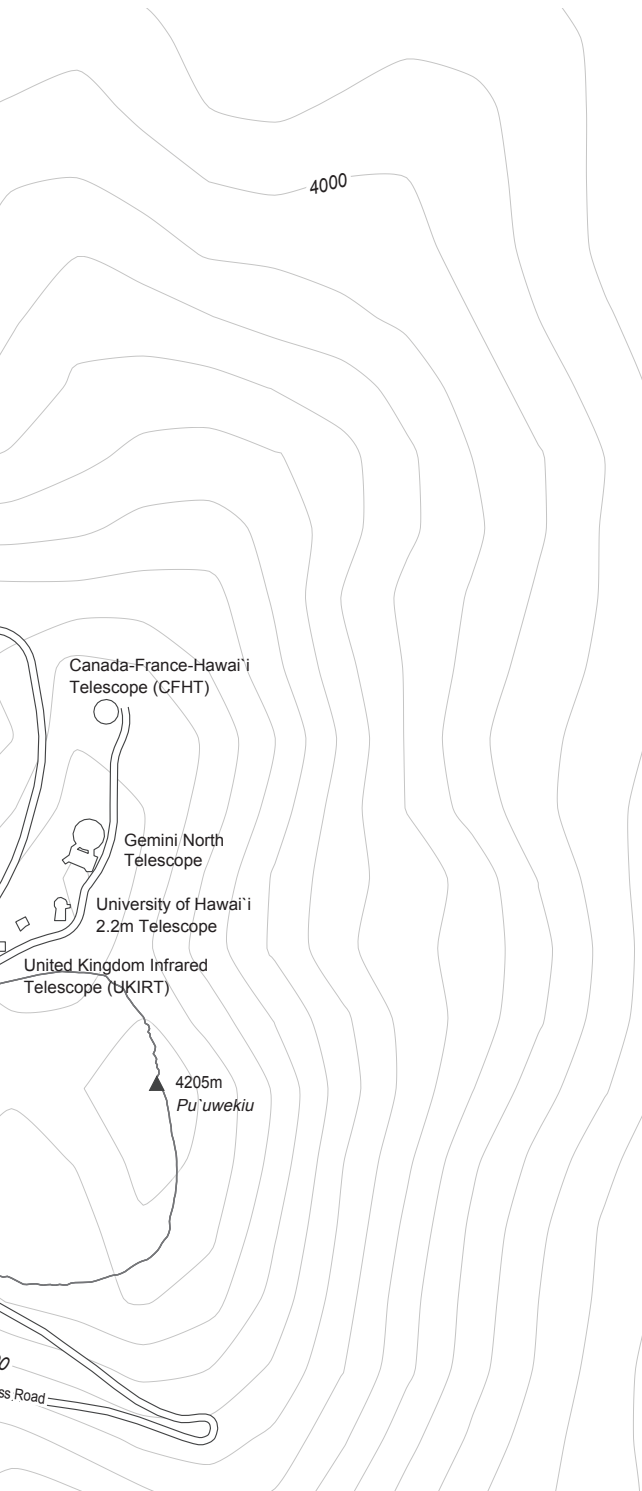 4000
Canada-France-Hawai`i
Telescope (CFHT)
Gemini North
Telescope
University of Hawai`i
2.2m Telescope
United Kingdom Infrared
Telescope (UKIRT)
4205m
Pu`uwekiu
Road